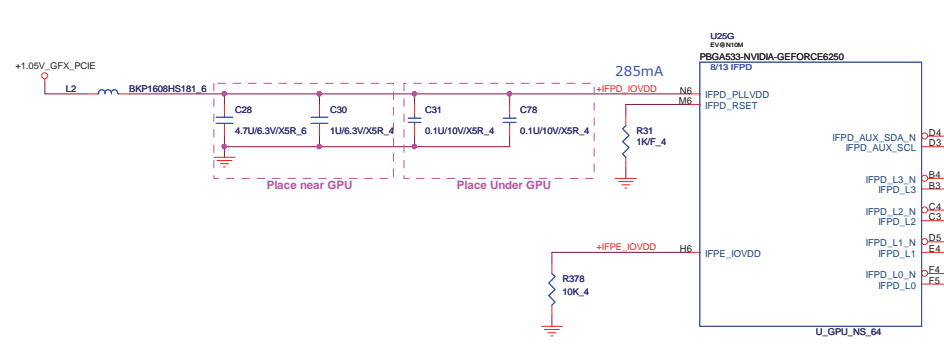 U25G
EV@N10M
PBGA533-NVIDIA-GEFORCE6250
8/13 IFPD
+1.05V_GFX_PCIE
285mA
L2
BKP1608HS181_6
+IFPD_IOVDD
N6
IFPD_PLLVDD
M6
IFPD_RSET
C28
4.7U/6.3V/X5R_6
C30
1U/6.3V/X5R_4
C31
0.1U/10V/X5R_4
C78
0.1U/10V/X5R_4
R31
1K/F_4
IFPD_AUX_SDA_N
D4
IFPD_AUX_SCL
D3
Place near GPU
Place Under GPU
IFPD_L3_N
B4
IFPD_L3
B3
IFPD_L2_N
C4
IFPD_L2
C3
IFPD_L1_N
D5
IFPD_L1
E4
+IFPE_IOVDD
H6
IFPE_IOVDD
IFPD_L0_N
F4
IFPD_L0
F5
R378
10K_4
U_GPU_NS_64